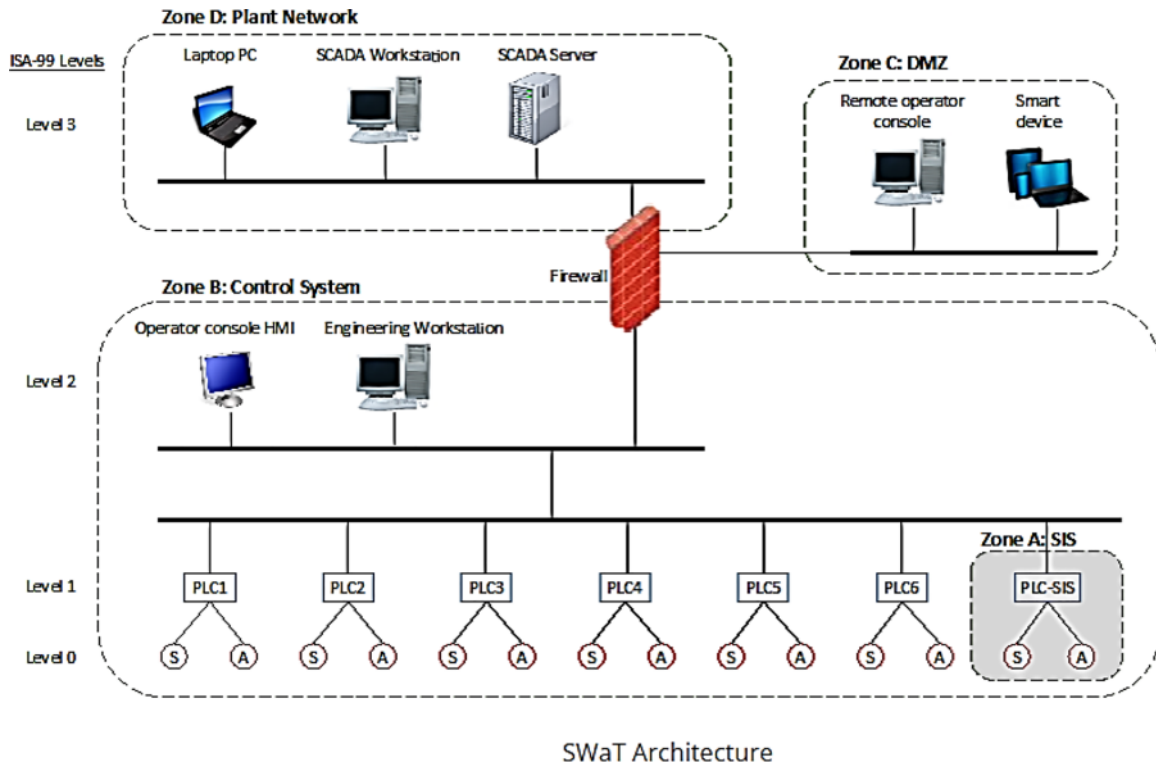 Zone D: Plant Network
ISA-99 Levels
Laptop PC
SCADA Workstation
SCADA Server
Zone C: DMZ
Level 3
Remote operator
console
Smart
device
Firewall
Zone B: Control System
Operator console HMI
Engineering Workstation
Level 2
Zone A: SIS
Level 1
PLC1
PLC2
PLC3
PLC4
PLC5
PLC6
PLC-SIS
Level 0
S
A
S
A
S
A
S
A
S
A
S
A
S
A
SWaT Architecture